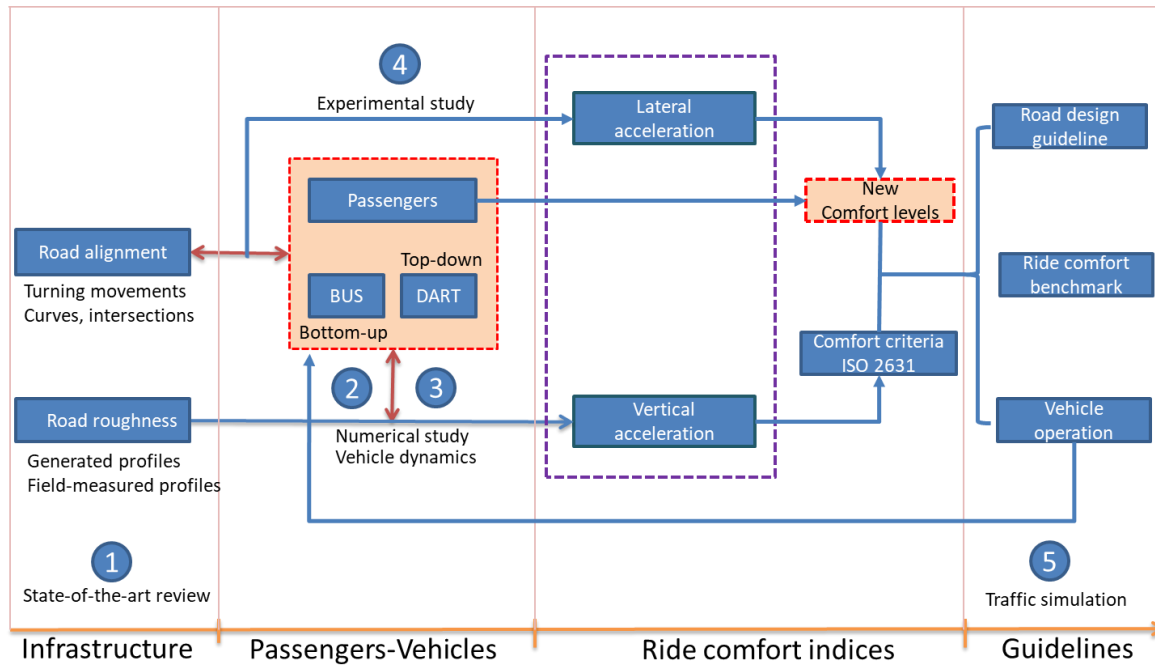 4
Experimental study
Lateral
acceleration
Road design
guideline
Passengers
New
Comfort levels
Road alignment
Turning movements
Curves, intersections
Top-down
BUS
DART
Bottom-up
Ride comfort
benchmark
Comfort criteria
ISO 2631
2
3
Road roughness
Numerical study
Vehicle dynamics
Vertical
acceleration
Vehicle
operation
Generated profiles
Field-measured profiles
1
State-of-the-art review
5
Traffic simulation
Infrastructure
Passengers-Vehicles
Ride comfort indices
Guidelines